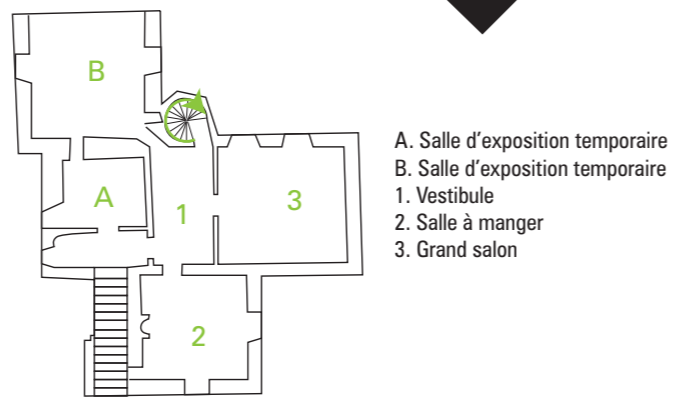 B
A
1
3
2
A. Salle d'exposition temporaire
B. Salle d'exposition temporaire
1. Vestibule
2. Salle à manger
3. Grand salon